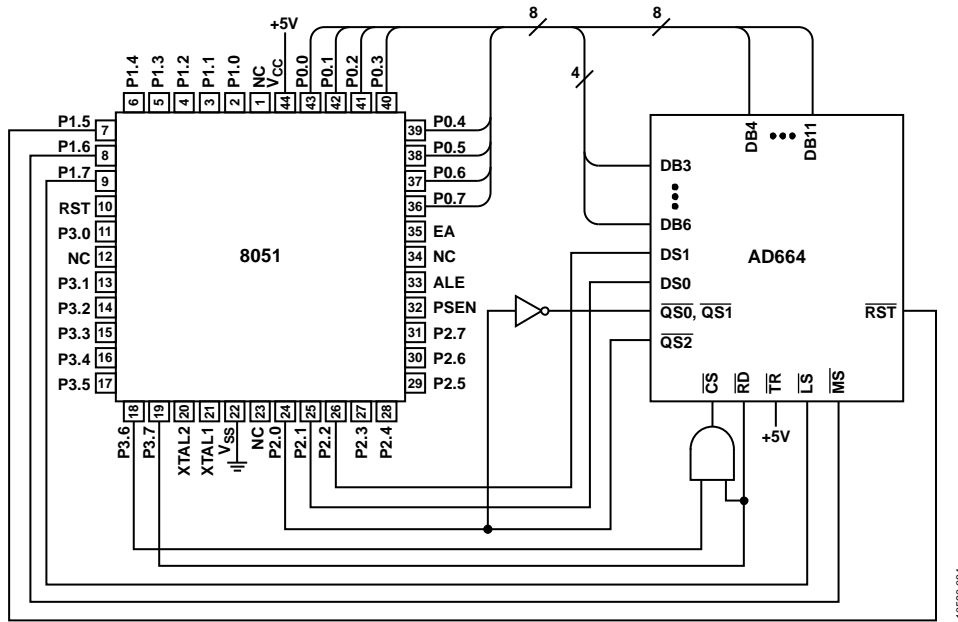 +5V
8
8
4
P1.4
P1.3
P1.2
P1.1
P1.0
NC
VCC
P0.0
P0.1
P0.2
P0.3
6
5
4
3
2
1
44
43
42
41
40
P1.5 7
P1.6 8
P1.7 9
RST 10
P3.0 11
NC 12
P3.1 13
P3.2 14
P3.3 15
P3.4 16
P3.5 17
8051
39 P0.4
38 P0.5
37 P0.6
36 P0.7
35 EA
34 NC
33 ALE
32 PSEN
31 P2.7
30 P2.6
29 P2.5
18
19
20
21
22
23
24
25
26
27
28
P3.6
P3.7
XTAL2
XTAL1
VSS
NC
P2.0
P2.1
P2.2
P2.3
P2.4
DB4
DB11
DB3
DB6
DS1
DS0
QS0, QS1
QS2
AD664
RST
CS
RD
TR
LS
MS
+5V